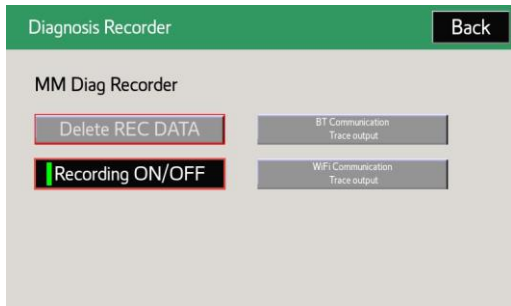 Diagnosis Recorder
Back
MM Diag Recorder
Delete REC DATA
BT Communication
Trace output
Recording ON/OFF
WiFi Communication
Trace output